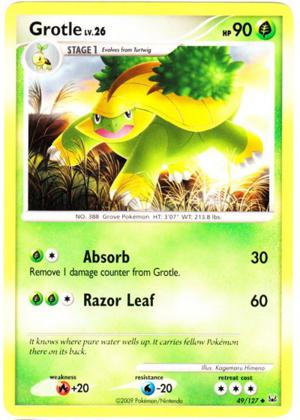 Grotle LV.26 HP 90
STAGE 1 Evolves from Turtwig
NO. 388 Grove Pokémon HT: 3'07" WT: 213.8 lbs.
Illus. Kagemaru Himeno
Absorb 30
Remove 1 damage counter from Grotle.
Razor Leaf 60
It knows where pure water wells up. It carries fellow Pokémon
there on its back.
weakness resistance retreat cost
+20 -20
©2009 Pokémon/Nintendo 49/127